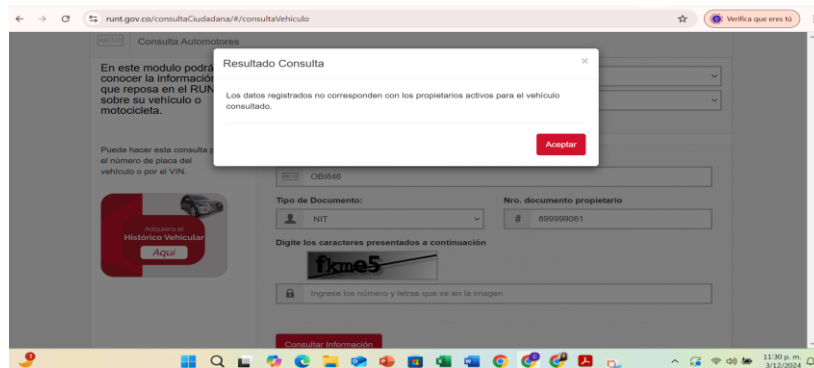 runt.gov.co/consultaCiudadana/#/consultaVehiculo
Verifica que eres tú
Consulta Automotores
Resultado Consulta
×
En este modulo podrá
conocer la información
que reposa en el RUN
sobre su vehículo o
motocicleta.
Los datos registrados no corresponden con los propietarios activos para el vehículo
consultado.
Aceptar
Puede hacer esta consulta
el número de placa del
vehículo o por el VIN.
OBI846
Tipo de Documento:
Nro. documento propietario
NIT
# 899999061
Adquiera el
Histórico Vehicular
Aquí
Digite los caracteres presentados a continuación
fkme5
Ingrese los número y letras que ve en la imagen
Consultar Información
11:30 p. m.
3/12/2024